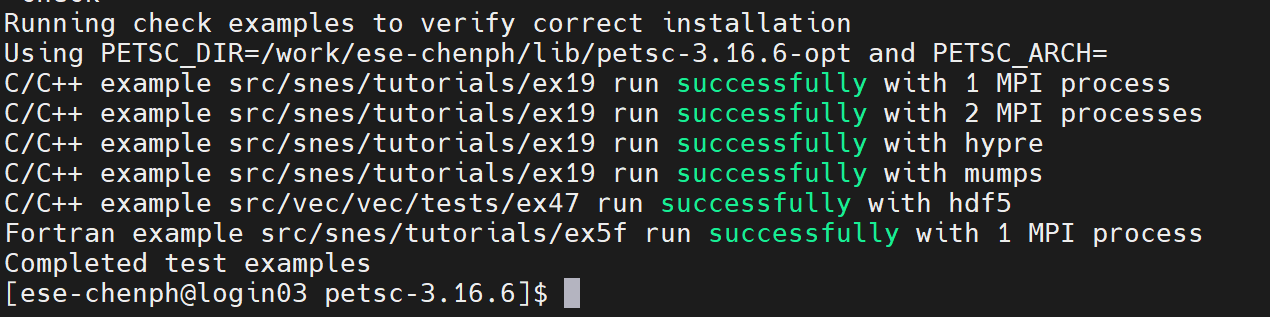 check
Running check examples to verify correct installation
Using PETSC_DIR=/work/ese-chenph/lib/petsc-3.16.6-opt and PETSC_ARCH=
C/C++ example src/snes/tutorials/ex19 run successfully with 1 MPI process
C/C++ example src/snes/tutorials/ex19 run successfully with 2 MPI processes
C/C++ example src/snes/tutorials/ex19 run successfully with hypre
C/C++ example src/snes/tutorials/ex19 run successfully with mumps
C/C++ example src/vec/vec/tests/ex47 run successfully with hdf5
Fortran example src/snes/tutorials/ex5f run successfully with 1 MPI process
Completed test examples
[ese-chenph@login03 petsc-3.16.6]$